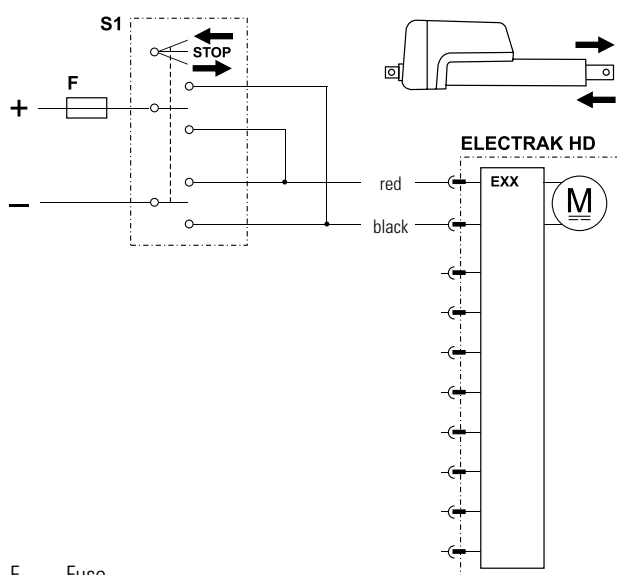 S1
STOP
F
+
−
ELECTRAK HD
red
EXX
M
black
F Fuse